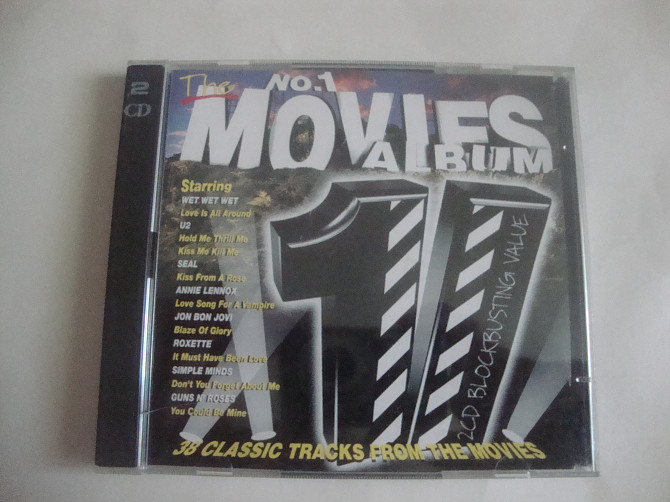 2
CD
The
NO.1
MOVIES
ALBUM
Starring
WET WET WET
Love Is All Around
U2
Hold Me Thrill Me
Kiss Me Kill Me
SEAL
Kiss From A Rose
ANNIE LENNOX
Love Song For A Vampire
JON BON JOVI
Blaze Of Glory
ROXETTE
It Must Have Been Love
SIMPLE MINDS
Don't You Forget About Me
GUNS N' ROSES
You Could Be Mine
1
2CD BLOCKBUSTING VALUE
38 CLASSIC TRACKS FROM THE MOVIES